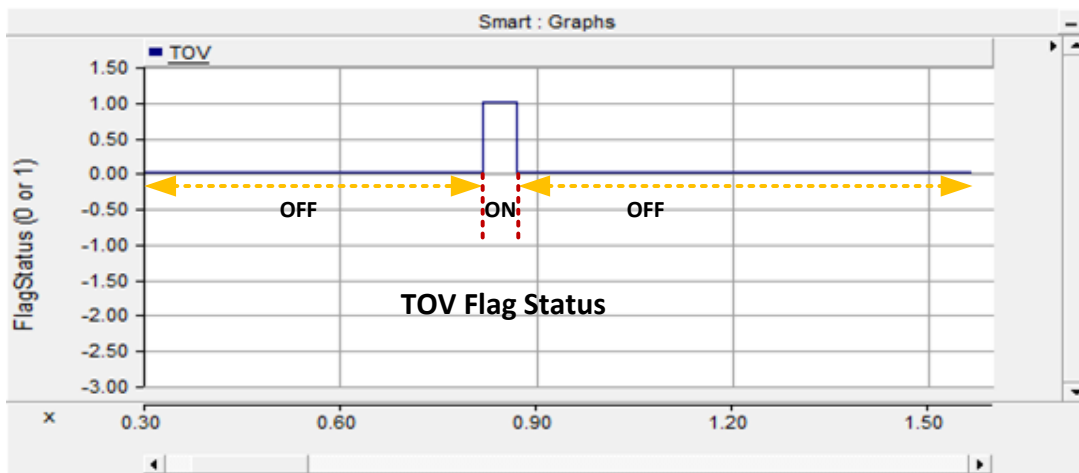 Smart : Graphs
TOV
FlagStatus (0 or 1)
1.50
1.00
0.50
0.00
-0.50
-1.00
-1.50
-2.00
-2.50
-3.00
OFF
ON
OFF
TOV Flag Status
x
0.30
0.60
0.90
1.20
1.50